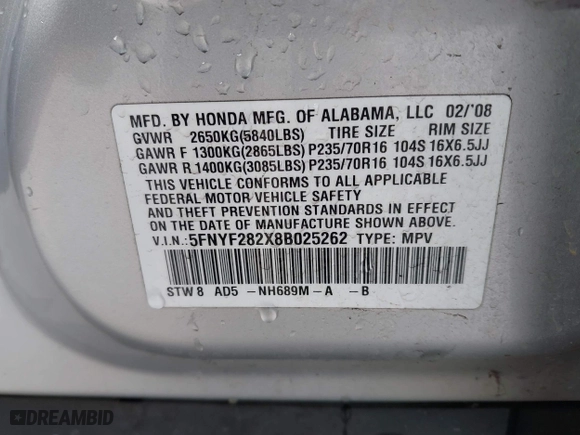 MFD. BY HONDA MFG. OF ALABAMA, LLC 02/'08
GVWR 2650KG(5840LBS) TIRE SIZE RIM SIZE
GAWR F 1300KG(2865LBS) P235/70R16 104S 16X6.5JJ
GAWR R 1400KG(3085LBS) P235/70R16 104S 16X6.5JJ
THIS VEHICLE CONFORMS TO ALL APPLICABLE
FEDERAL MOTOR VEHICLE SAFETY
AND THEFT PREVENTION STANDARDS IN EFFECT
ON THE DATE OF MANUFACTURE SHOWN ABOVE.
V.I.N.: 5FNYF282X8B025262 TYPE: MPV
STW 8 AD5 -NH689M-A -B
DREAMBID